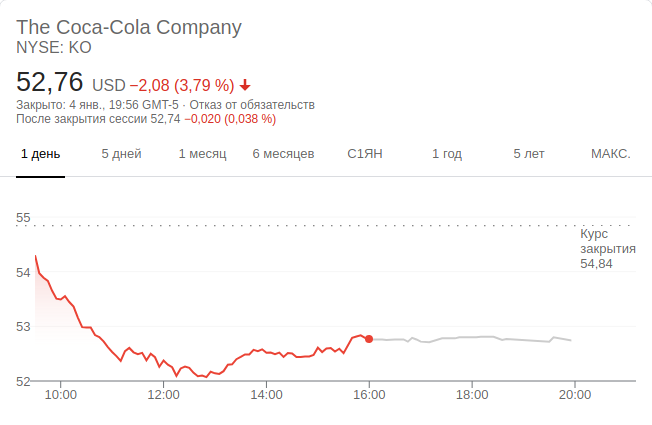 The Coca-Cola Company
NYSE: KO
52,76 USD −2,08 (3,79 %)
Закрыто: 4 янв., 19:56 GMT-5 · Отказ от обязательств
После закрытия сессии 52,74 −0,020 (0,038 %)
1 день 5 дней 1 месяц 6 месяцев С1ЯН 1 год 5 лет МАКС.
55
Курс
закрытия
54,84
54
53
52
10:00 12:00 14:00 16:00 18:00 20:00